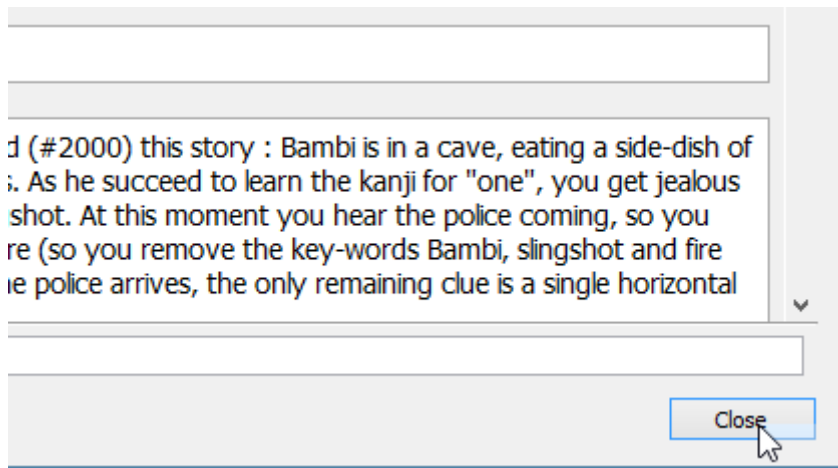 d (#2000) this story : Bambi is in a cave, eating a side-dish of
s. As he succeed to learn the kanji for "one", you get jealous
shot. At this moment you hear the police coming, so you
re (so you remove the key-words Bambi, slingshot and fire
e police arrives, the only remaining clue is a single horizontal
Close